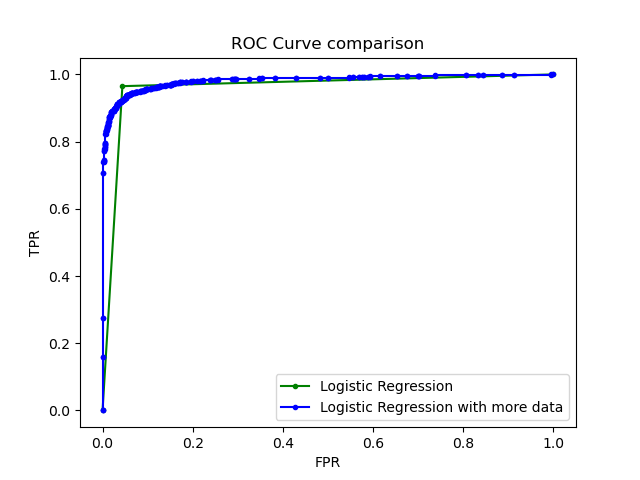 ROC Curve comparison
1.0
0.8
0.6
0.4
0.2
0.0
TPR
0.0 0.2 0.4 0.6 0.8 1.0
FPR
Logistic Regression
Logistic Regression with more data